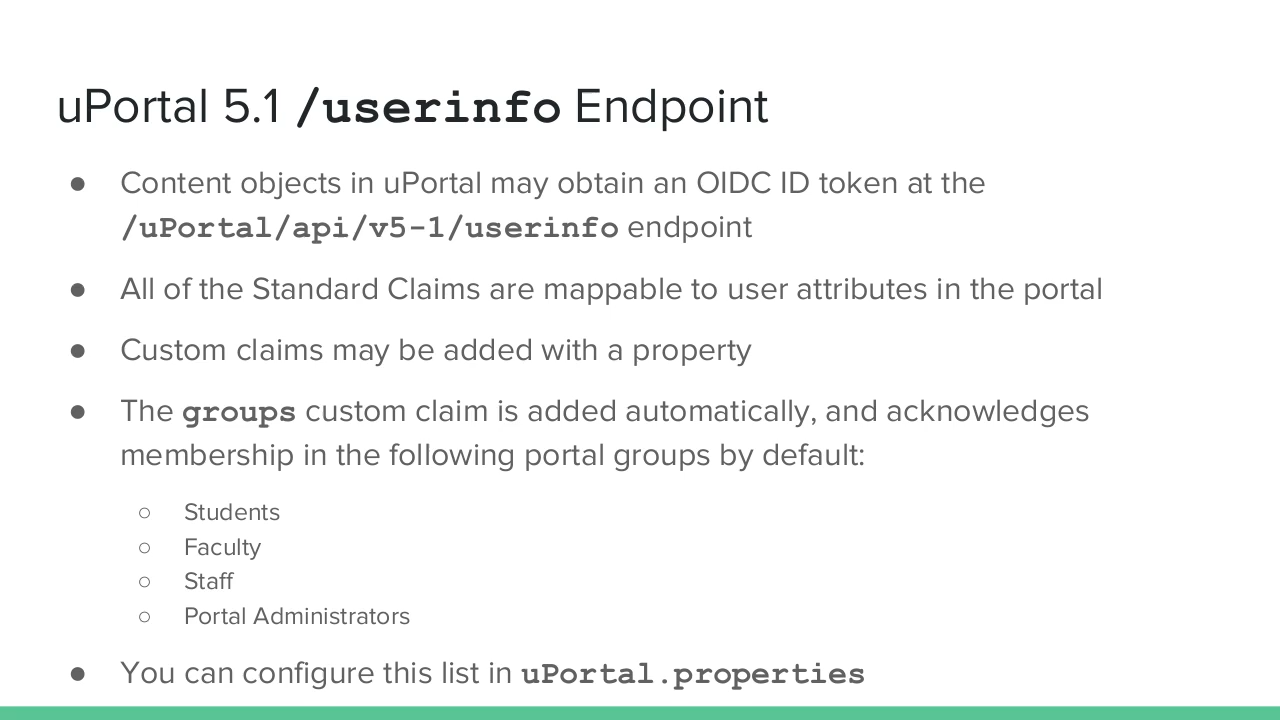 uPortal 5.1 /userinfo Endpoint
● Content objects in uPortal may obtain an OIDC ID token at the
/uPortal/api/v5-1/userinfo endpoint
● All of the Standard Claims are mappable to user attributes in the portal
● Custom claims may be added with a property
● The groups custom claim is added automatically, and acknowledges
membership in the following portal groups by default:
○ Students
○ Faculty
○ Staff
○ Portal Administrators
● You can configure this list in uPortal.properties